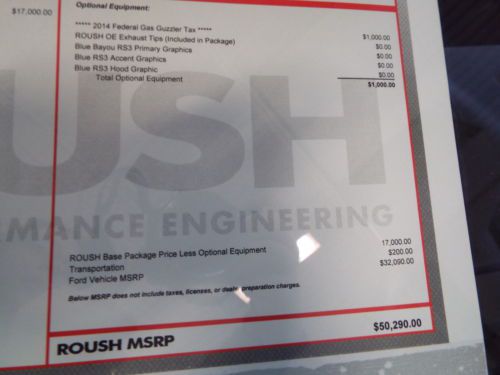 $17,000.00
Optional Equipment:
***** 2014 Federal Gas Guzzler Tax ***** $1,000.00
ROUSH OE Exhaust Tips (Included in Package) $0.00
Blue Bayou RS3 Primary Graphics $0.00
Blue RS3 Accent Graphics $0.00
Blue RS3 Hood Graphic $0.00
Total Optional Equipment $1,000.00
USH
MANCE ENGINEERING
ROUSH Base Package Price Less Optional Equipment 17,000.00
Transportation $200.00
Ford Vehicle MSRP $32,090.00
Below MSRP does not include taxes, licenses, or dealer preparation charges.
ROUSH MSRP $50,290.00